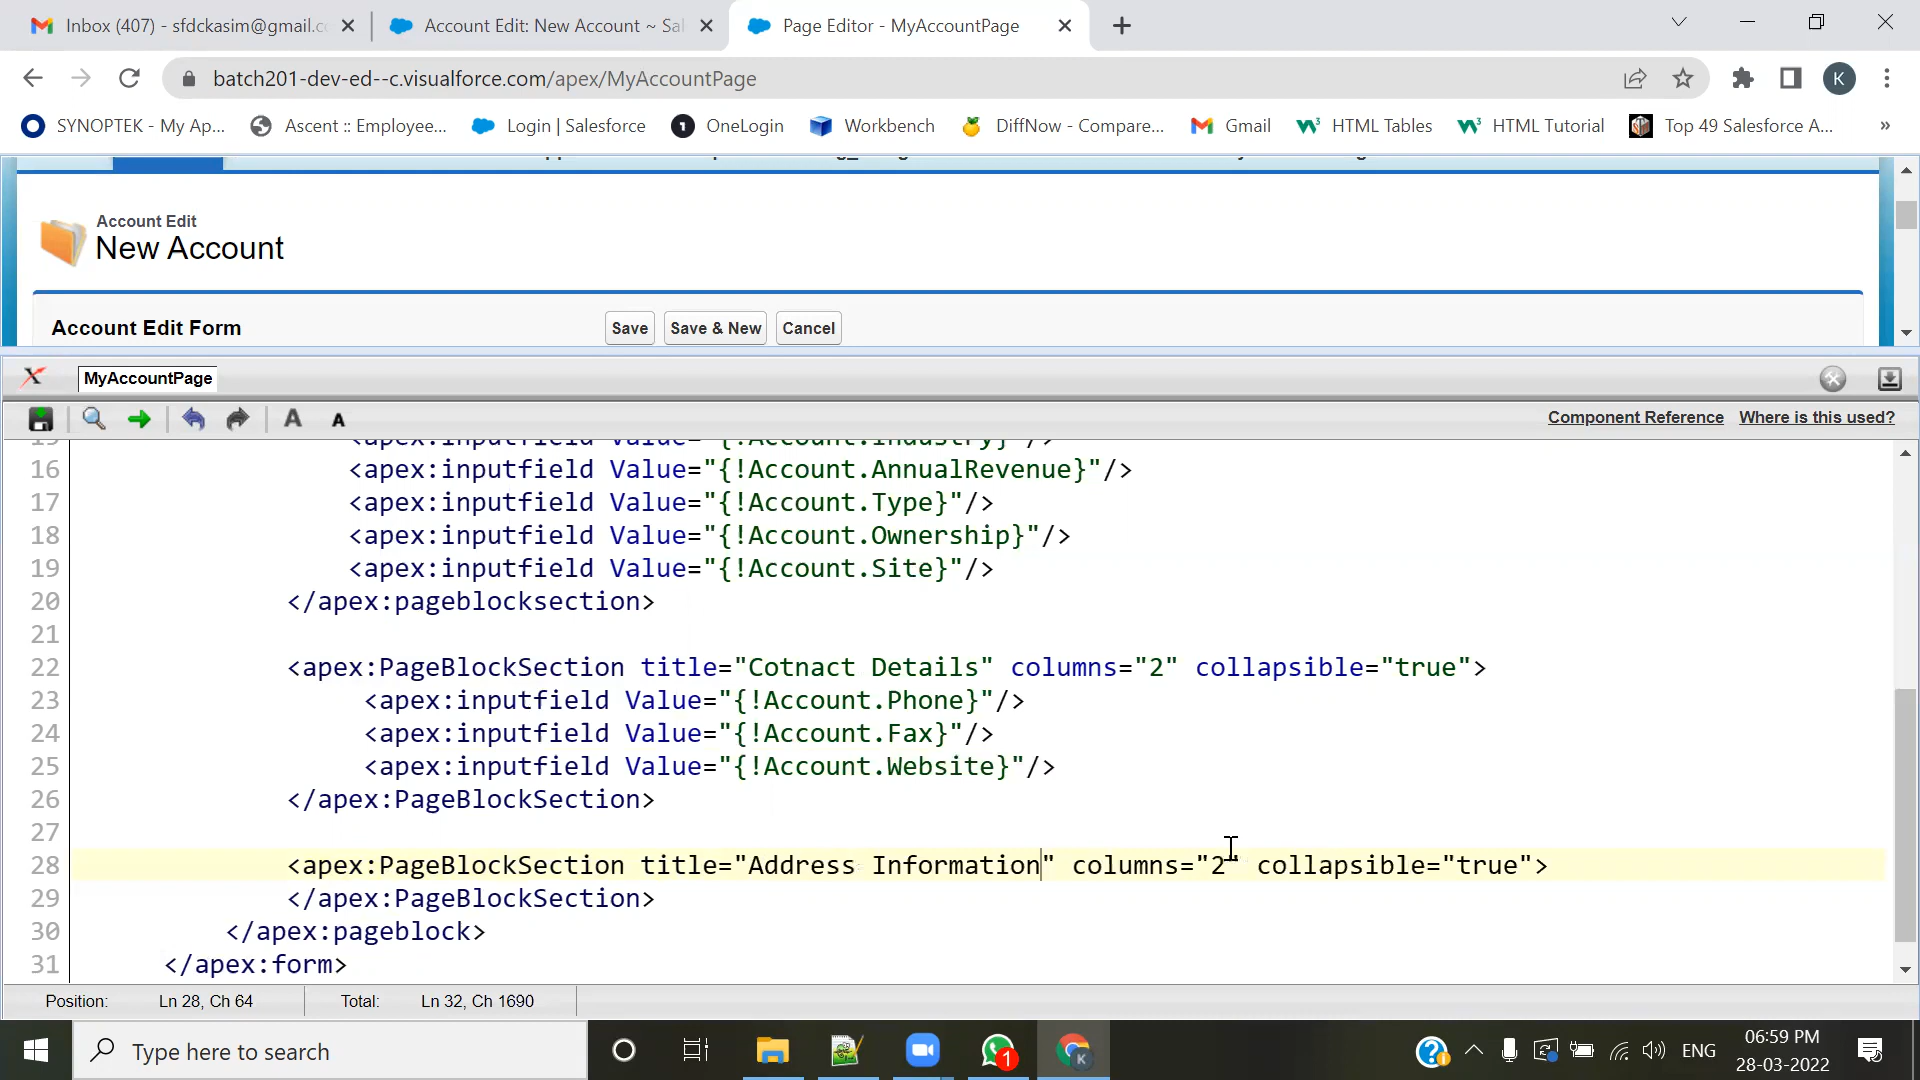 Inbox (407) - sfdckasim@gmail.c
Account Edit: New Account ~ Sal
Page Editor - MyAccountPage
batch201-dev-ed--c.visualforce.com/apex/MyAccountPage
K
SYNOPTEK - My Ap...
Ascent :: Employee...
Login | Salesforce
OneLogin
Workbench
DiffNow - Compare...
Gmail
HTML Tables
HTML Tutorial
Top 49 Salesforce A...
»
Account Edit
New Account
Account Edit Form
Save
Save & New
Cancel
MyAccountPage
Component Reference
Where is this used?
15 <apex:inputfield Value="{!Account.Industry}"/>
16 <apex:inputfield Value="{!Account.AnnualRevenue}"/>
17 <apex:inputfield Value="{!Account.Type}"/>
18 <apex:inputfield Value="{!Account.Ownership}"/>
19 <apex:inputfield Value="{!Account.Site}"/>
20 </apex:pageblocksection>
21
22 <apex:PageBlockSection title="Cotnact Details" columns="2" collapsible="true">
23 <apex:inputfield Value="{!Account.Phone}"/>
24 <apex:inputfield Value="{!Account.Fax}"/>
25 <apex:inputfield Value="{!Account.Website}"/>
26 </apex:PageBlockSection>
27
28 <apex:PageBlockSection title="Address Information" columns="2" collapsible="true">
29 </apex:PageBlockSection>
30 </apex:pageblock>
31 </apex:form>
Position: Ln 28, Ch 64 Total: Ln 32, Ch 1690
Type here to search
1
K
ENG
06:59 PM
28-03-2022